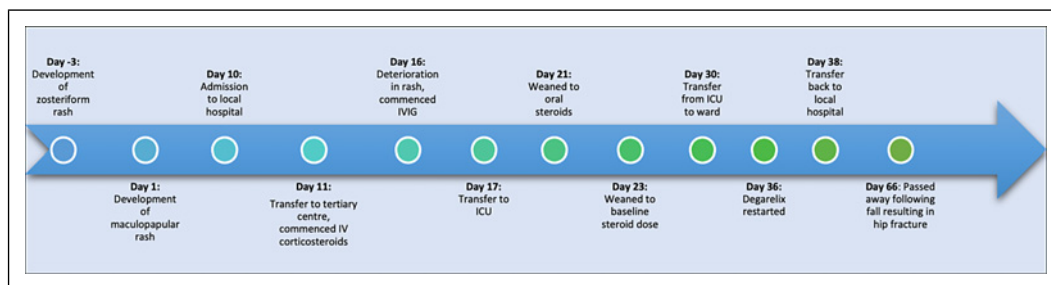 Day -3:
Development
of
zosteriform
rash
Day 10:
Admission
to local
hospital
Day 16:
Deterioration
in rash,
commenced
IVIG
Day 21:
Weaned to
oral
steroids
Day 30:
Transfer
from ICU
to ward
Day 38:
Transfer
back to
local
hospital
Day 1:
Development
of
maculopapular
rash
Day 11:
Transfer to tertiary
centre,
commenced IV
corticosteroids
Day 17:
Transfer to
ICU
Day 23:
Weaned to
baseline
steroid dose
Day 36:
Degarelix
restarted
Day 66: Passed
away following
fall resulting in
hip fracture